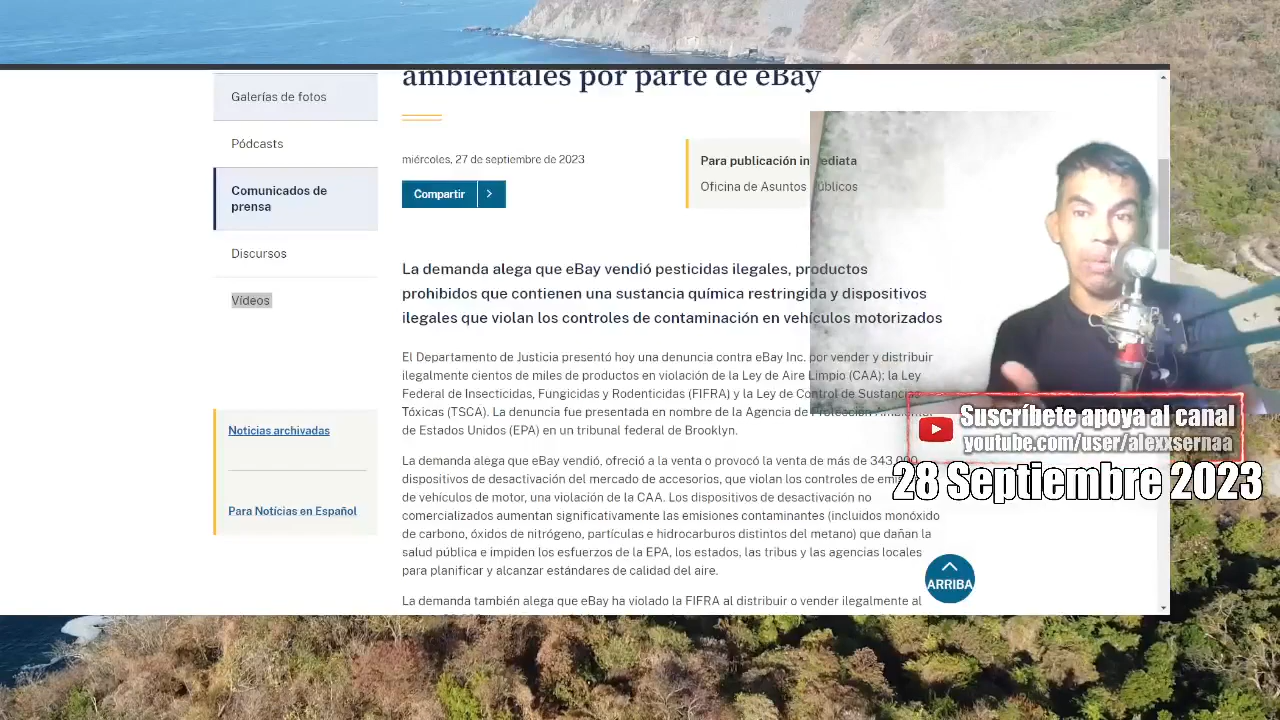 ambientales por parte de eBay
Galerías de fotos
Pódcasts
Comunicados de
prensa
Discursos
Vídeos
Noticias archivadas
Para Noticias en Español
miércoles, 27 de septiembre de 2023
Compartir
Para publicación
Oficina de Asuntos Públicos
La demanda alega que eBay vendió pesticidas ilegales, productos
prohibidos que contienen una sustancia química restringida y dispositivos
ilegales que violan los controles de contaminación en vehículos motorizados
El Departamento de Justicia presentó hoy una denuncia contra eBay Inc. por vender y distribuir
ilegalmente cientos de miles de productos en violación de la Ley de Aire Limpio (CAA); la Ley
Federal de Insecticidas, Fungicidas y Rodenticidas (FIFRA) y la Ley de Control de Sustancias
Tóxicas (TSCA). La denuncia fue presentada en nombre de la Agencia de Protección
de Estados Unidos (EPA) en un tribunal federal de Brooklyn.
La demanda alega que eBay vendió, ofreció a la venta o provocó la venta de más de 343.000
dispositivos de desactivación del mercado de accesorios, que violan los controles de
de vehículos de motor, una violación de la CAA. Los dispositivos de desactivación no
comercializados aumentan significativamente las emisiones contaminantes (incluidos monóxido
de carbono, óxidos de nitrógeno, partículas e hidrocarburos distintos del metano) que dañan la
salud pública e impiden los esfuerzos de la EPA, los estados, las tribus y las agencias locales
para planificar y alcanzar estándares de calidad del aire.
La demanda también alega que eBay ha violado la FIFRA al distribuir o vender ilegalmente al
Suscríbete apoya al canal
youtube.com/user/alexxsernaa
28 Septiembre 2023
ARRIBA